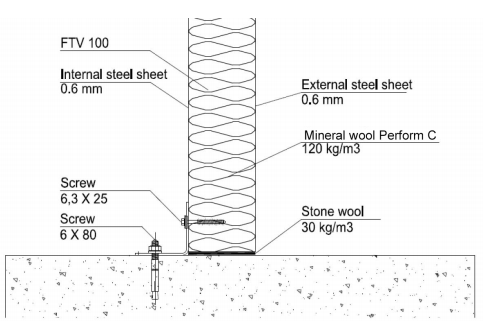 FTV 100
Internal steel sheet
0.6 mm
External steel sheet
0.6 mm
Mineral wool Perform C
120 kg/m3
Screw
6,3 X 25
Screw
6 X 80
Stone wool
30 kg/m3